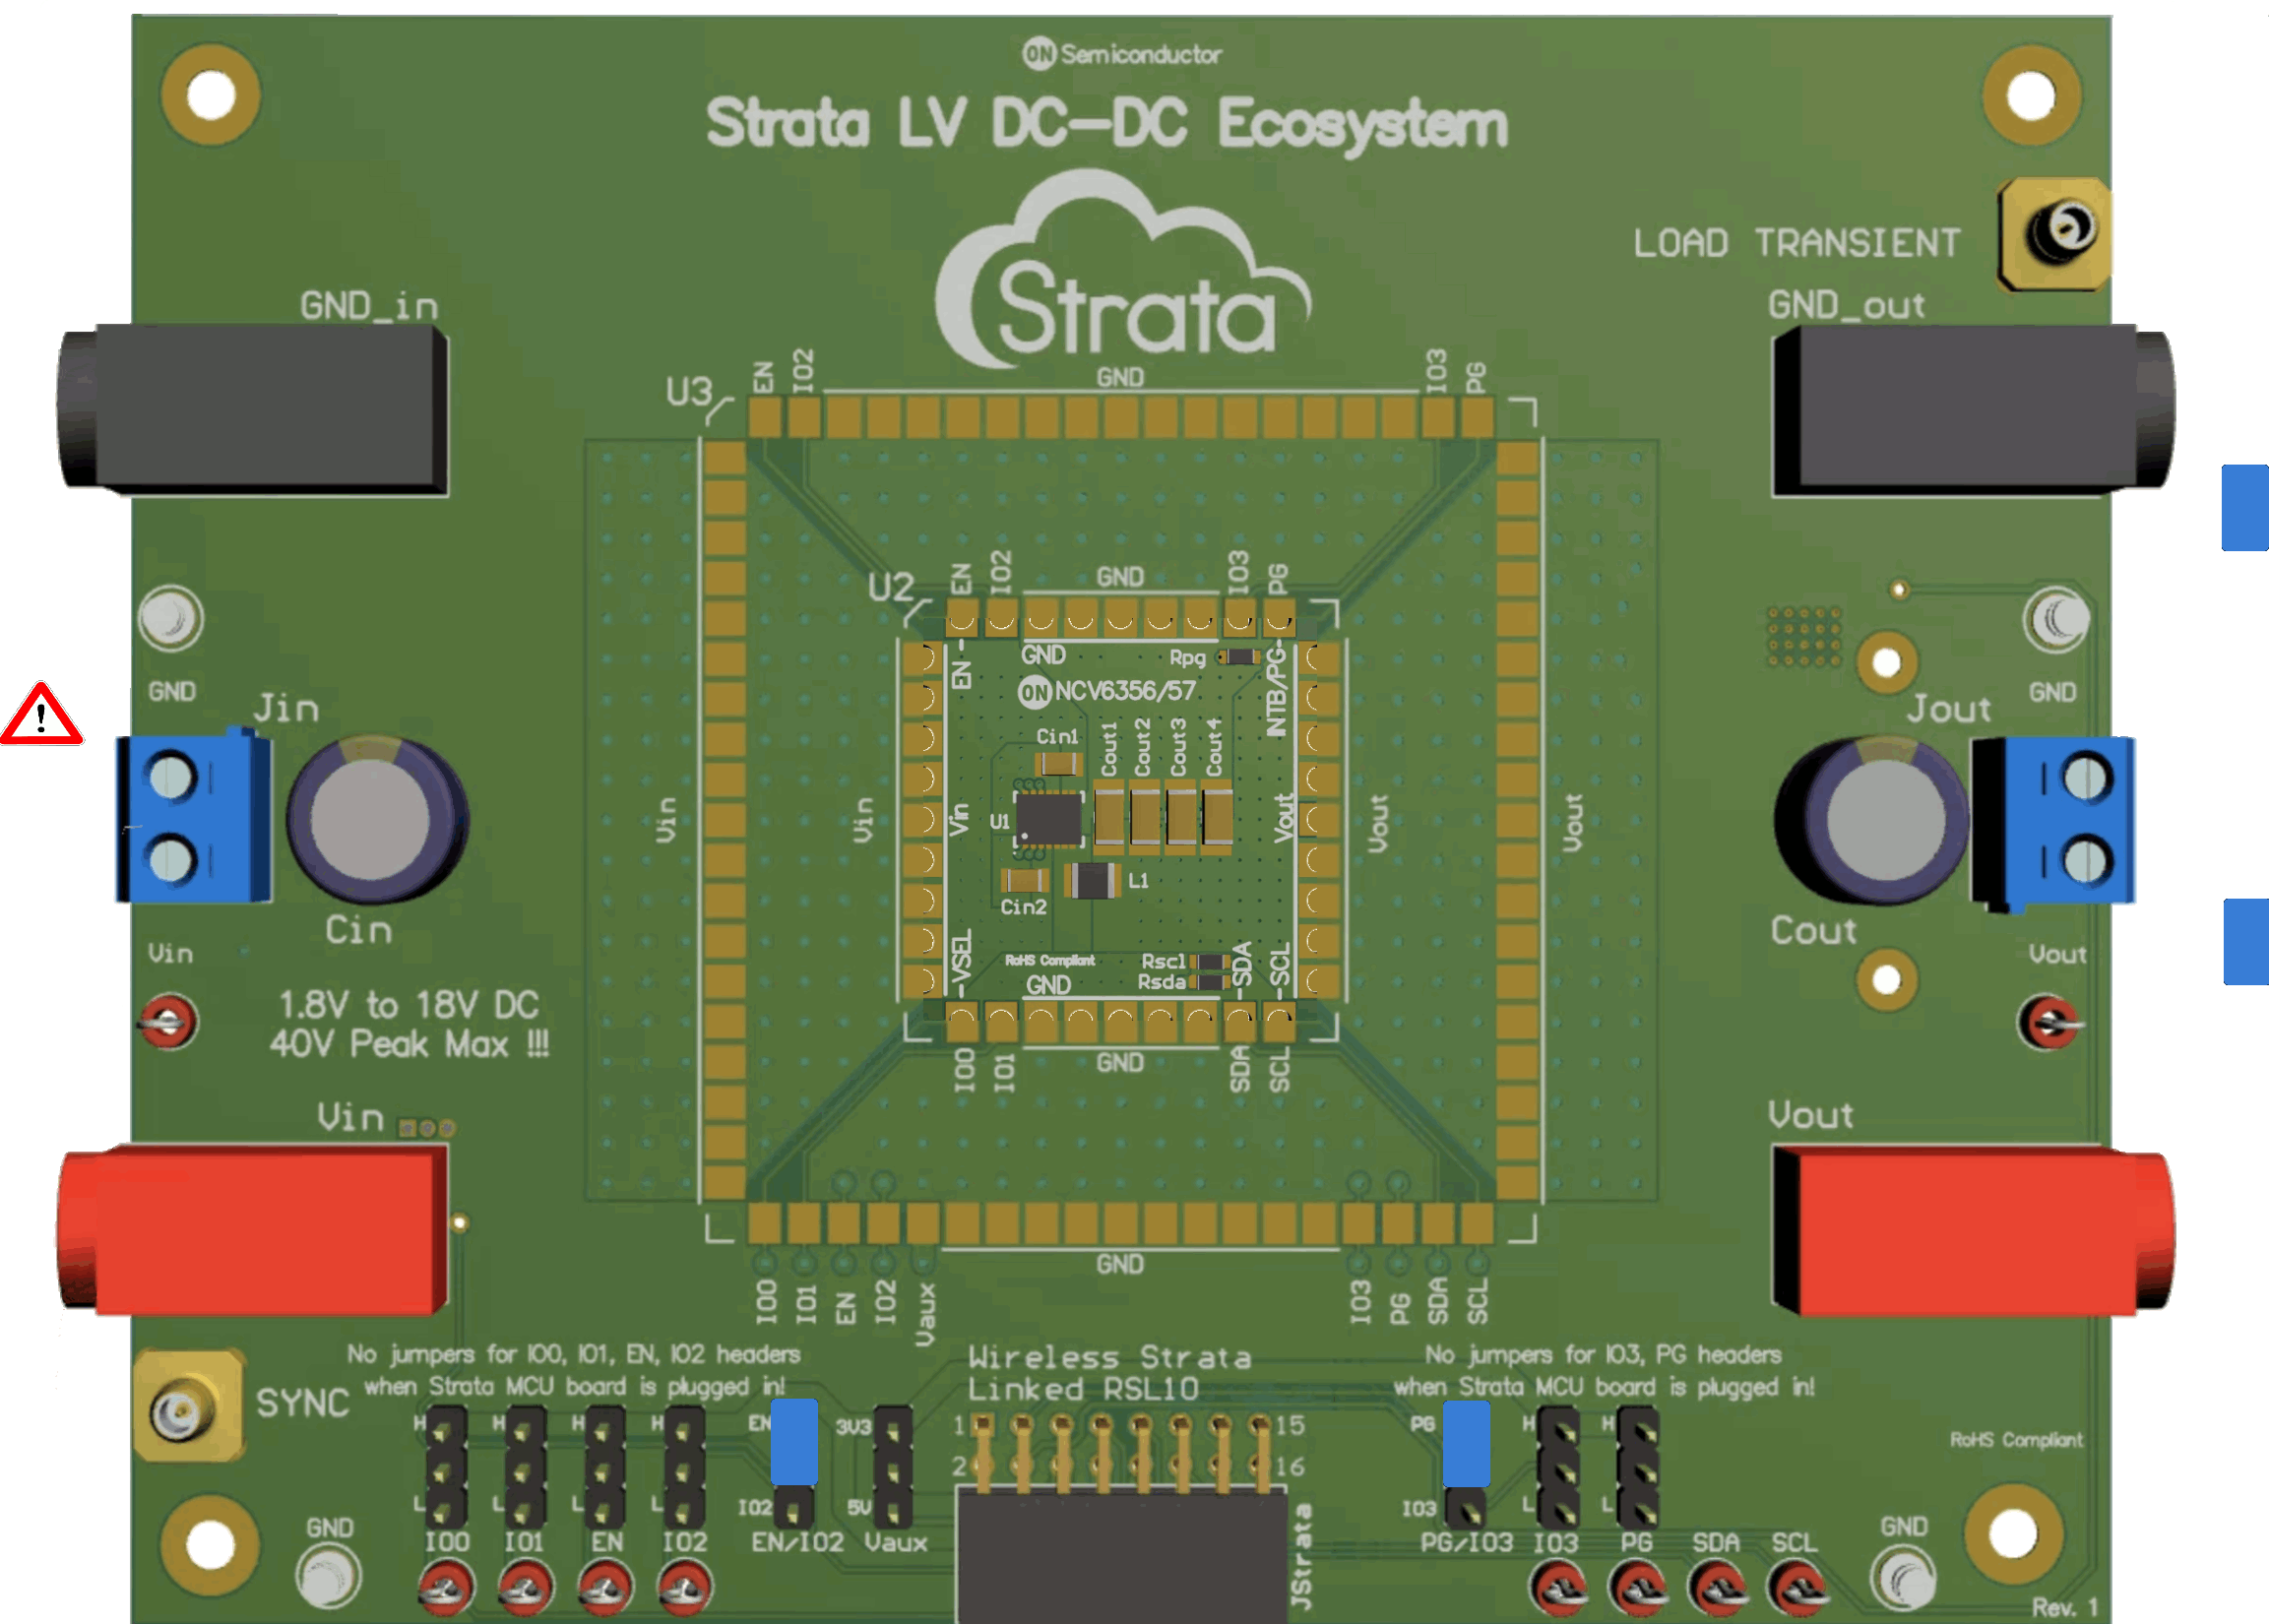 ON Semiconductor
Strata LV DC-DC Ecosystem
Strata
LOAD TRANSIENT
GND_in
GND_out
U3
EN
IO2
GND
IO3
PG
U2
EN
IO2
GND
IO3
PG
EN
GND
Rpg
NTB/PG
ON NCV6356/57
GND
Jin
GND
Jout
Cin1
Cout1
Cout2
Cout3
Cout4
Vin
Vin
Vin
U1
Vout
Vout
Vout
L1
Cin2
Cin
Cout
Vin
Vout
VSEL
RoHS Compliant
Rscl
Rsda
SDA
SCL
GND
1.8V to 18V DC
40V Peak Max !!!
IO0
IO1
GND
SDA
SCL
Vin
Vout
GND
IO0
IO1
EN
IO2
Vaux
IO3
PG
SDA
SCL
No jumpers for IO0, IO1, EN, IO2 headers
when Strata MCU board is plugged in!
Wireless Strata
Linked RSL10
No jumpers for IO3, PG headers
when Strata MCU board is plugged in!
SYNC
H
H
H
H
EN
3V3
1
15
PG
H
H
RoHS Compliant
2
16
L
L
L
L
IO2
5V
IO3
L
L
GND
IO0
IO1
EN
IO2
EN/IO2
Vaux
JStrata
PG/IO3
IO3
PG
SDA
SCL
GND
Rev. 1